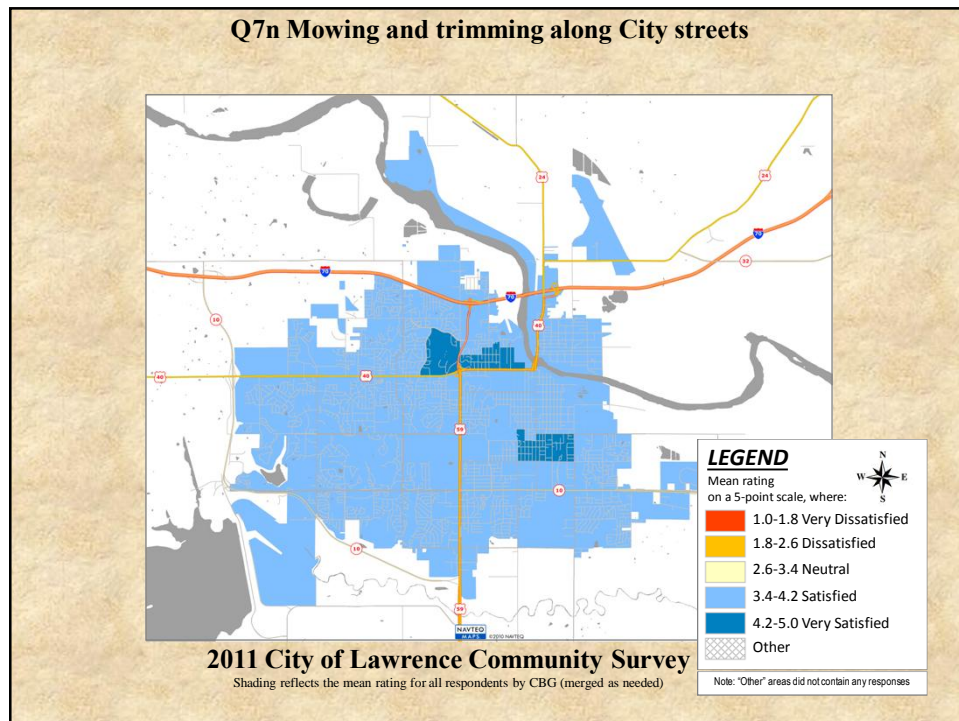 Q7n Mowing and trimming along City streets
24
24
70
32
70
70
10
40
40
40
59
10
10
59
NAVTEQ
MAPS
©2010 NAVTEQ
LEGEND
Mean rating
on a 5-point scale, where:
N
W E
S
1.0-1.8 Very Dissatisfied
1.8-2.6 Dissatisfied
2.6-3.4 Neutral
3.4-4.2 Satisfied
4.2-5.0 Very Satisfied
Other
2011 City of Lawrence Community Survey
Shading reflects the mean rating for all respondents by CBG (merged as needed)
Note: "Other" areas did not contain any responses